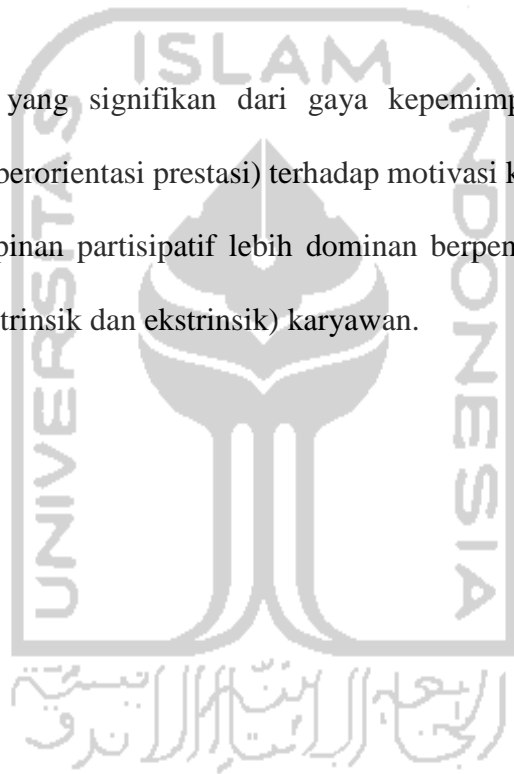 ISLAM
UNIVERSITAS
INDONESIA
yang signifikan dari gaya kepemimp
berorientasi prestasi) terhadap motivasi k
pinan partisipatif lebih dominan berpen
trinsik dan ekstrinsik) karyawan.